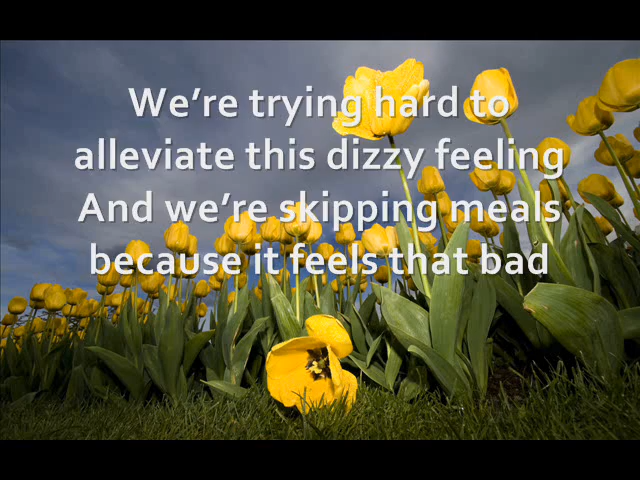 We’re trying hard to
alleviate this dizzy feeling
And we’re skipping meals
because it feels that bad